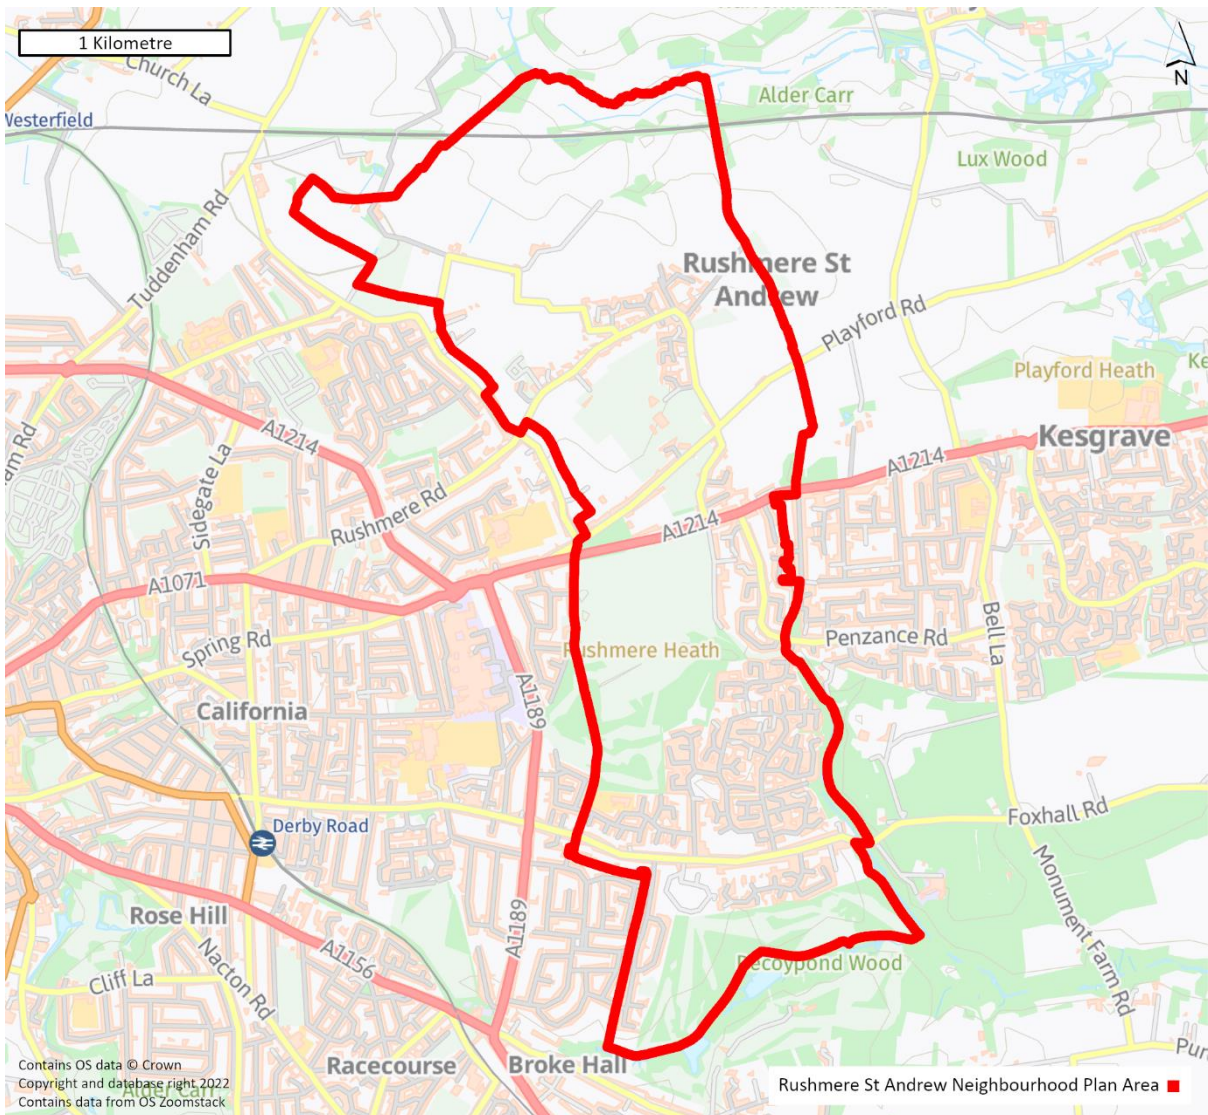 1 Kilometre
Church La
Westerfield
N
Alder Carr
Lux Wood
Tuddenham Rd
Rushmere St
Andrew
Playford Rd
Playford Heath
Kesgrave
A1214
A1214
A1214
Sidegate La
Rushmere Rd
A1071
Spring Rd
Rushmere Heath
Penzance Rd
Bell La
A1189
California
Derby Road
Foxhall Rd
Monument Farm Rd
Rose Hill
A1189
A1156
Nacton Rd
Cliff La
Decoypond Wood
Racecourse
Broke Hall
Alder Carr
Contains OS data © Crown
Copyright and database right 2022
Contains data from OS Zoomstack
Rushmere St Andrew Neighbourhood Plan Area